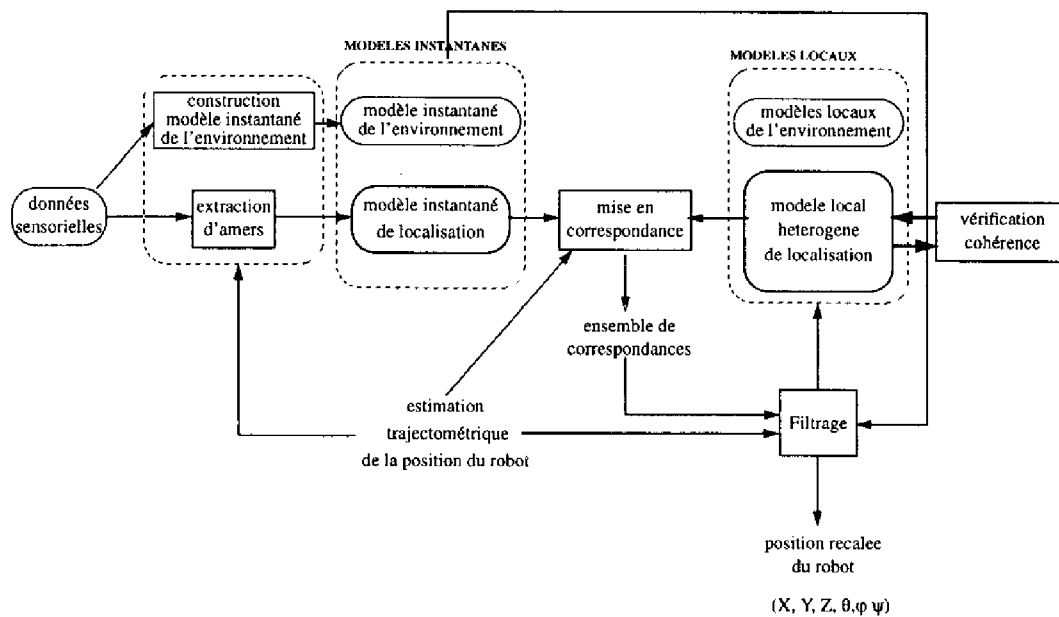 MODELES INSTANTANES
MODELES LOCAUX
construction
modèle instantané
de l'environnement
modèle instantané
de l'environnement
modèles locaux
de l'environnement
données
sensorielles
extraction
d'amers
modèle instantané
de localisation
mise en
correspondance
modele local
heterogene
de localisation
vérification
cohérence
ensemble de
correspondances
estimation
trajectométrique
de la position du robot
Filtrage
position recalee
du robot
(X, Y, Z, θ,φ ψ)